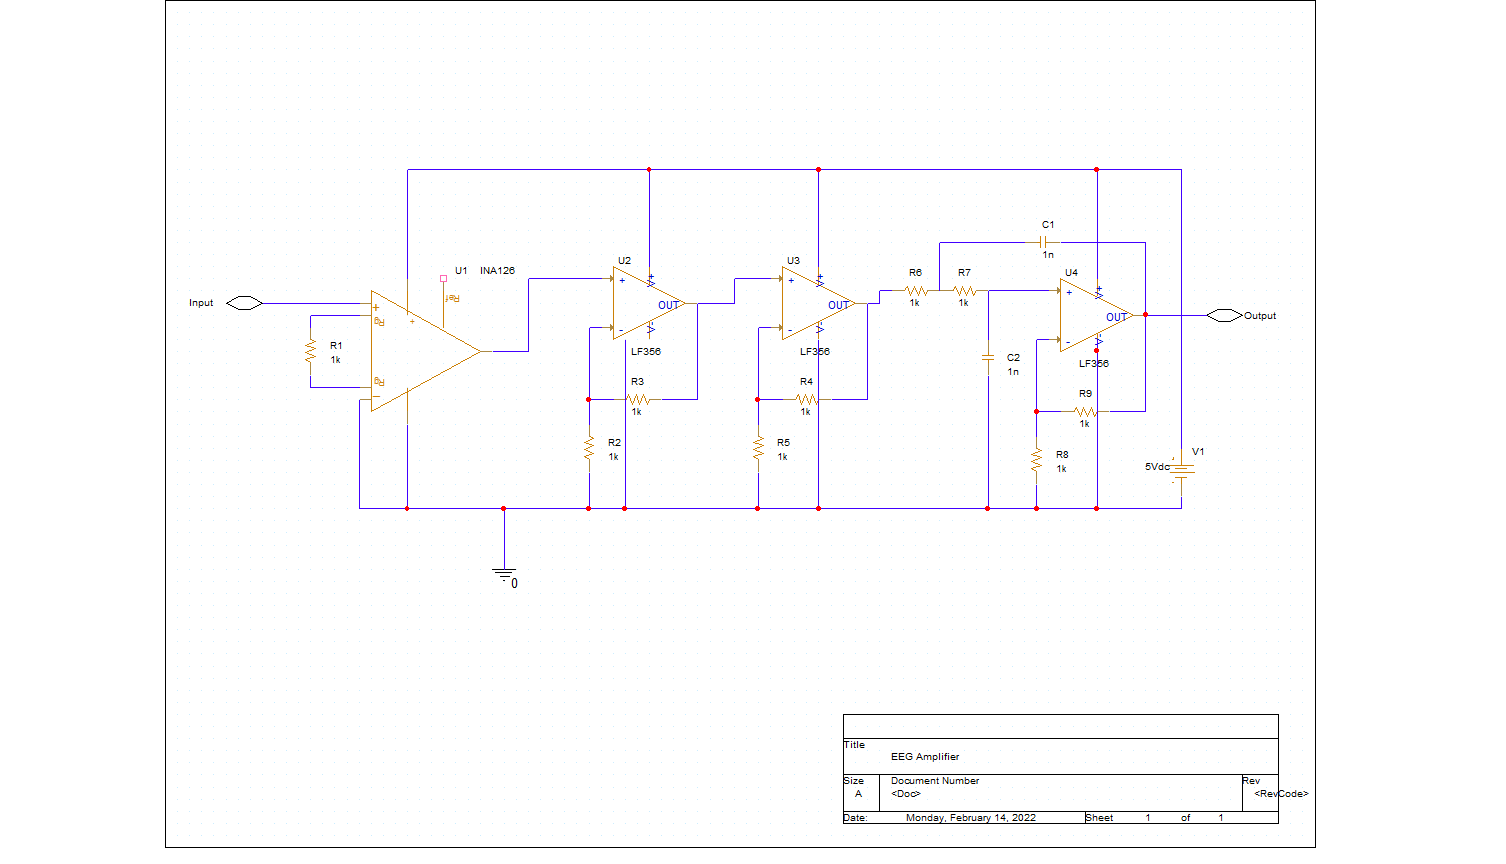 C1
1n
U1 INA126
Ref
U2
+
V+
OUT
-
V-
LF356
U3
+
V+
OUT
-
V-
LF356
R6
1k
R7
1k
U4
+
V+
OUT
-
V-
LF356
Input
+
Rg
+
Rg
−
Output
R1
1k
C2
1n
R3
1k
R4
1k
R9
1k
R2
1k
R5
1k
R8
1k
V1
5Vdc
+
-
0
Title
EEG Amplifier
Size
A
Document Number
<Doc>
Rev
<RevCode>
Date: Monday, February 14, 2022 Sheet 1 of 1